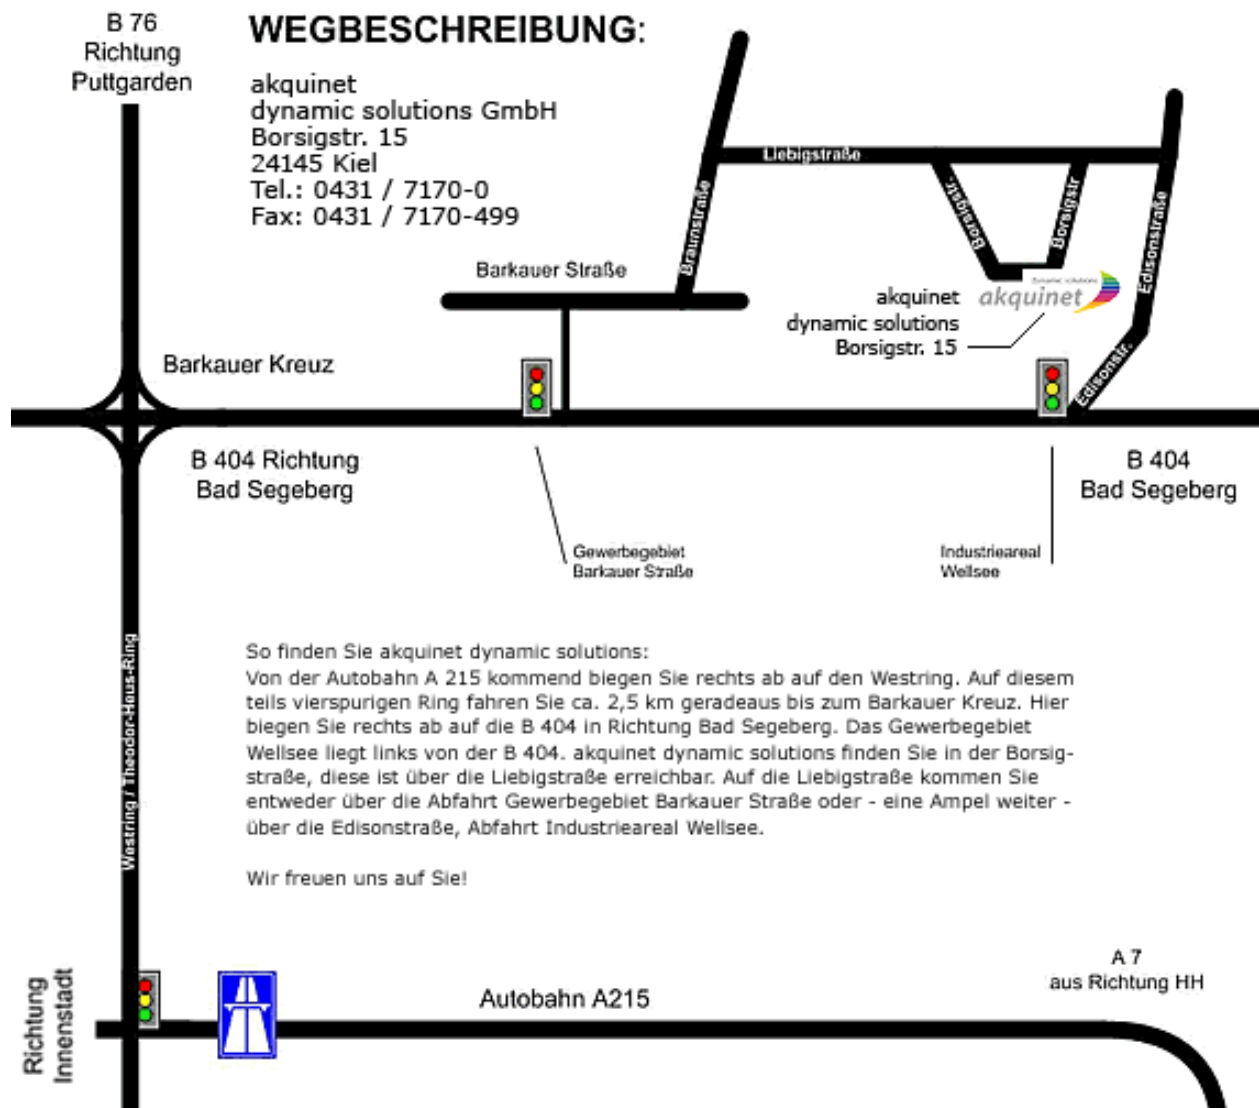 B 76
Richtung
Puttgarden
WEGBESCHREIBUNG:
akquinet
dynamic solutions GmbH
Borsigstr. 15
24145 Kiel
Tel.: 0431 / 7170-0
Fax: 0431 / 7170-499
Liebigstraße
Braunstraße
Borsigstr.
Borsigstr
Edisonstraße
Barkauer Straße
dynamic solutions
akquinet
akquinet
dynamic solutions
Borsigstr. 15
Edisonstr.
Barkauer Kreuz
B 404 Richtung
Bad Segeberg
B 404
Bad Segeberg
Gewerbegebiet
Barkauer Straße
Industrieareal
Wellsee
Westring / Theodor-Heus-Ring
So finden Sie akquinet dynamic solutions:
Von der Autobahn A 215 kommend biegen Sie rechts ab auf den Westring. Auf diesem
teils vierspurigen Ring fahren Sie ca. 2,5 km geradeaus bis zum Barkauer Kreuz. Hier
biegen Sie rechts ab auf die B 404 in Richtung Bad Segeberg. Das Gewerbegebiet
Wellsee liegt links von der B 404. akquinet dynamic solutions finden Sie in der Borsig-
straße, diese ist über die Liebigstraße erreichbar. Auf die Liebigstraße kommen Sie
entweder über die Abfahrt Gewerbegebiet Barkauer Straße oder - eine Ampel weiter -
über die Edisonstraße, Abfahrt Industrieareal Wellsee.
Wir freuen uns auf Sie!
Richtung
Innenstadt
Autobahn A215
A 7
aus Richtung HH